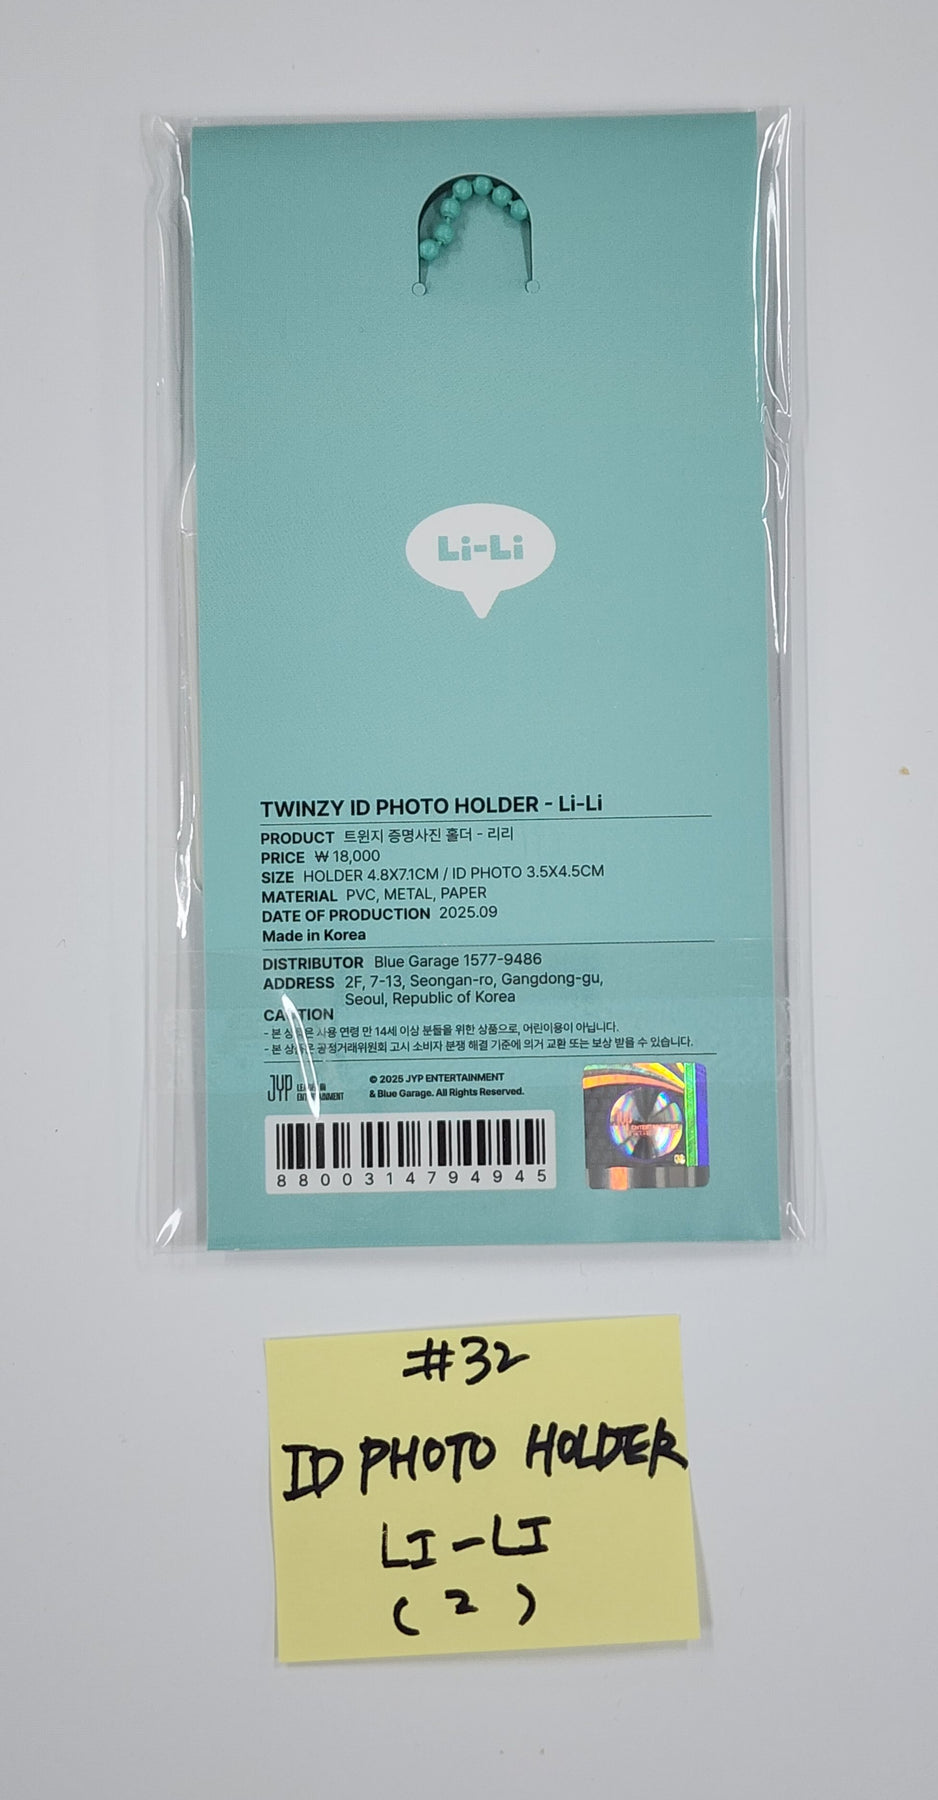 Li-Li
TWINZY ID PHOTO HOLDER - Li-Li
PRODUCT 트윈지 증명사진 홀더 - 리리
PRICE ₩ 18,000
SIZE HOLDER 4.8X7.1CM / ID PHOTO 3.5X4.5CM
MATERIAL PVC, METAL, PAPER
DATE OF PRODUCTION 2025.09
Made in Korea
DISTRIBUTOR Blue Garage 1577-9486
ADDRESS 2F, 7-13, Seongan-ro, Gangdong-gu,
Seoul, Republic of Korea
CAUTION
- 본 상품은 사용 연령 만 14세 이상 분들을 위한 상품으로, 어린이용이 아닙니다.
- 본 상품은 공정거래위원회 고시 소비자 분쟁 해결 기준에 의거 교환 또는 보상 받을 수 있습니다.
JYP
ENTERTAINMENT
© 2025 JYP ENTERTAINMENT
& Blue Garage. All Rights Reserved.
8800314794945
#32
ID PHOTO HOLDER
LI-LI
(2)